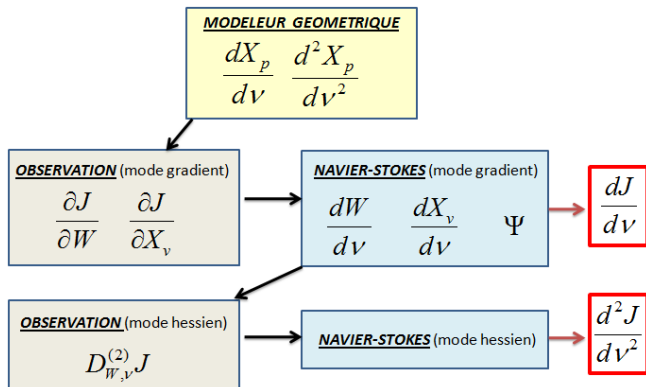 MODELEUR GEOMETRIQUE
dX_p/dν d²X_p/dν²
OBSERVATION (mode gradient)
∂J/∂W ∂J/∂X_v
NAVIER-STOKES (mode gradient)
dW/dν dX_v/dν Ψ
dJ/dν
OBSERVATION (mode hessien)
D^{(2)}_{W,ν} J
NAVIER-STOKES (mode hessien)
d²J/dν²